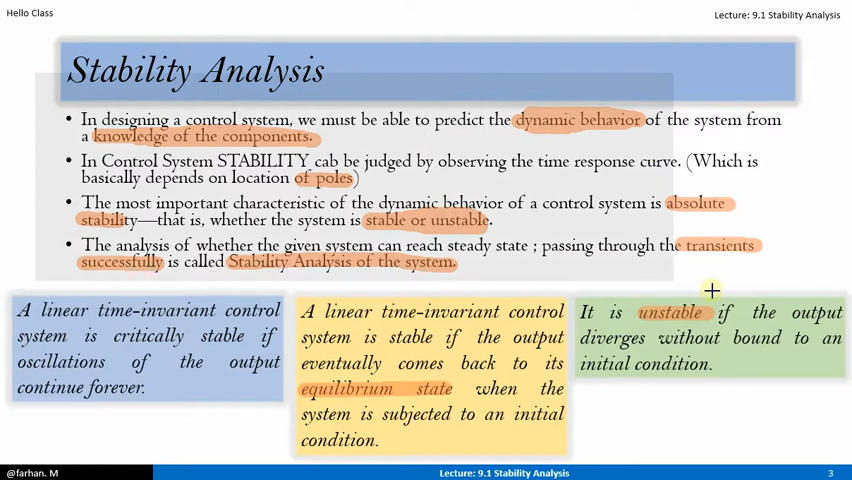 Hello Class
Lecture: 9.1 Stability Analysis
Stability Analysis
• In designing a control system, we must be able to predict the dynamic behavior of the system from
a knowledge of the components.
• In Control System STABILITY cab be judged by observing the time response curve. (Which is
basically depends on location of poles)
• The most important characteristic of the dynamic behavior of a control system is absolute
stability—that is, whether the system is stable or unstable.
• The analysis of whether the given system can reach steady state ; passing through the transients
successfully is called Stability Analysis of the system.
A linear time-invariant control
system is critically stable if
oscillations of the output
continue forever.
A linear time-invariant control
system is stable if the output
eventually comes back to its
equilibrium state when the
system is subjected to an initial
condition.
It is unstable if the output
diverges without bound to an
initial condition.
@farhan. M
Lecture: 9.1 Stability Analysis
3